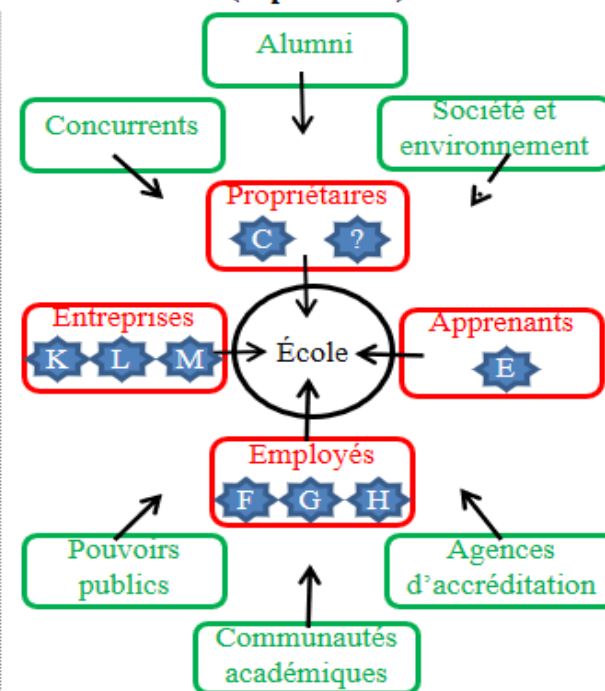 Alumni
Concurrents
Société et
environnement
Propriétaires
C ?
Entreprises
K L M
École
Apprenants
E
Employés
F G H
Pouvoirs
publics
Agences
d'accréditation
Communautés
académiques